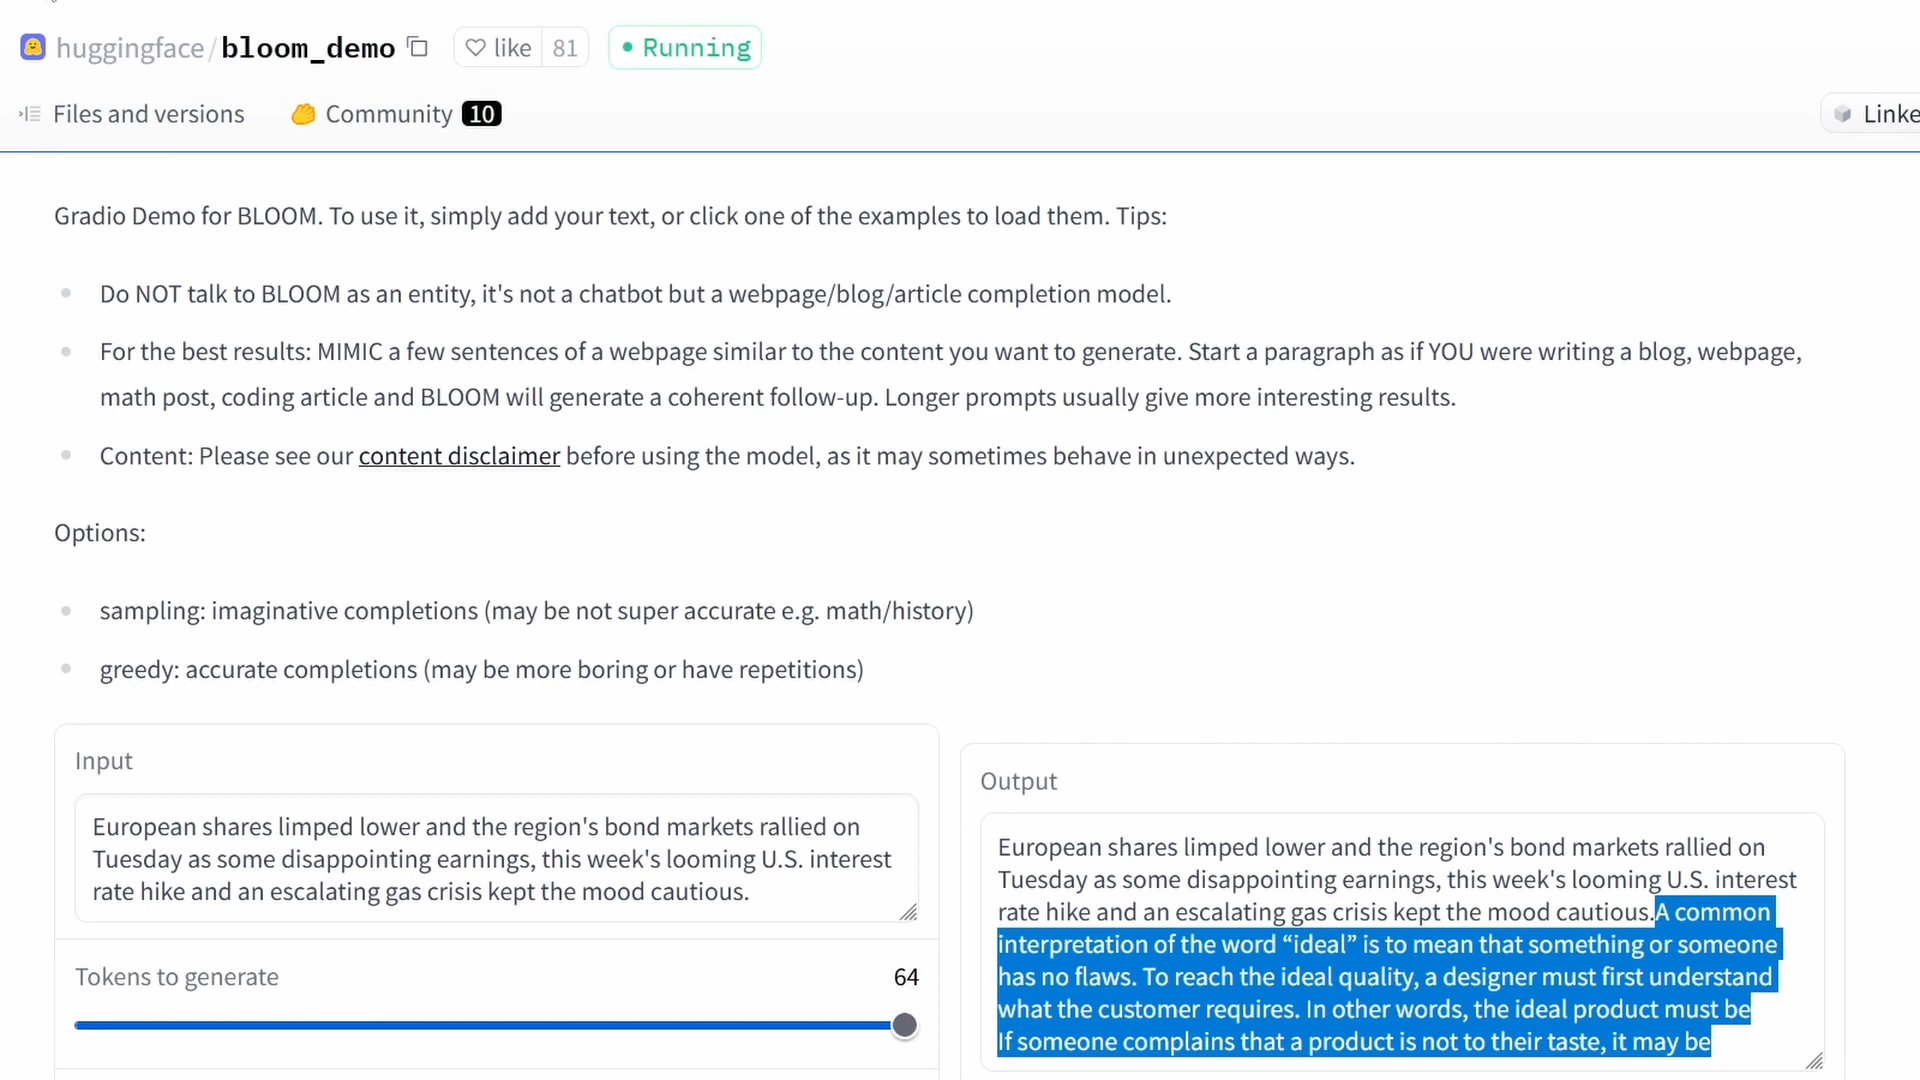 huggingface/bloom_demo like 81 Running
Files and versions Community 10 Linke
Gradio Demo for BLOOM. To use it, simply add your text, or click one of the examples to load them. Tips:
Do NOT talk to BLOOM as an entity, it's not a chatbot but a webpage/blog/article completion model.
For the best results: MIMIC a few sentences of a webpage similar to the content you want to generate. Start a paragraph as if YOU were writing a blog, webpage,
math post, coding article and BLOOM will generate a coherent follow-up. Longer prompts usually give more interesting results.
Content: Please see our content disclaimer before using the model, as it may sometimes behave in unexpected ways.
Options:
sampling: imaginative completions (may be not super accurate e.g. math/history)
greedy: accurate completions (may be more boring or have repetitions)
Input
European shares limped lower and the region's bond markets rallied on
Tuesday as some disappointing earnings, this week's looming U.S. interest
rate hike and an escalating gas crisis kept the mood cautious.
Tokens to generate 64
Output
European shares limped lower and the region's bond markets rallied on
Tuesday as some disappointing earnings, this week's looming U.S. interest
rate hike and an escalating gas crisis kept the mood cautious.A common
interpretation of the word “ideal” is to mean that something or someone
has no flaws. To reach the ideal quality, a designer must first understand
what the customer requires. In other words, the ideal product must be
If someone complains that a product is not to their taste, it may be